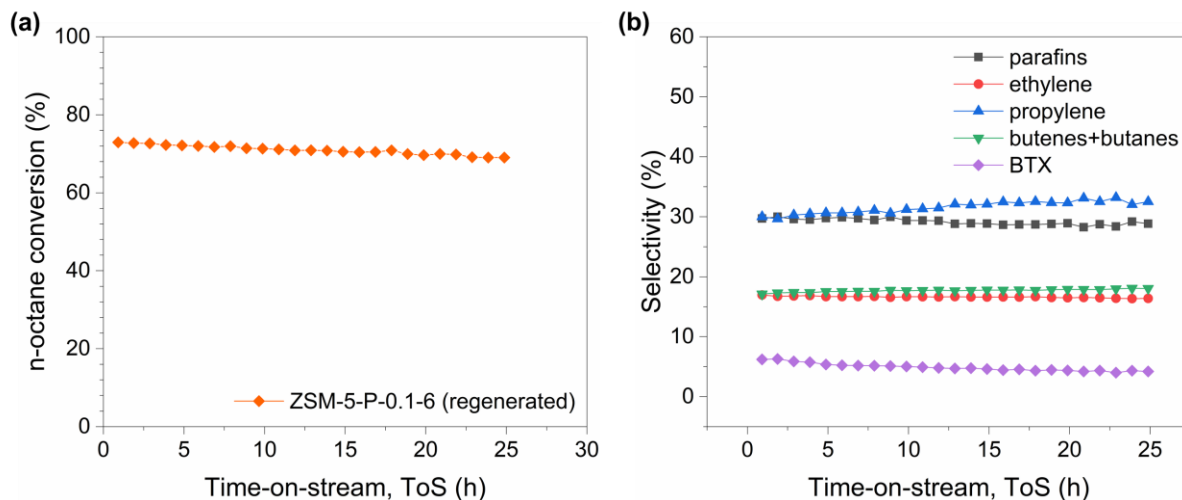 (a)
100
80
60
40
20
0
n-octane conversion (%)
ZSM-5-P-0.1-6 (regenerated)
0 5 10 15 20 25 30
Time-on-stream, ToS (h)
(b)
60
50
40
30
20
10
0
Selectivity (%)
parafins
ethylene
propylene
butenes+butanes
BTX
0 5 10 15 20 25
Time-on-stream, ToS (h)